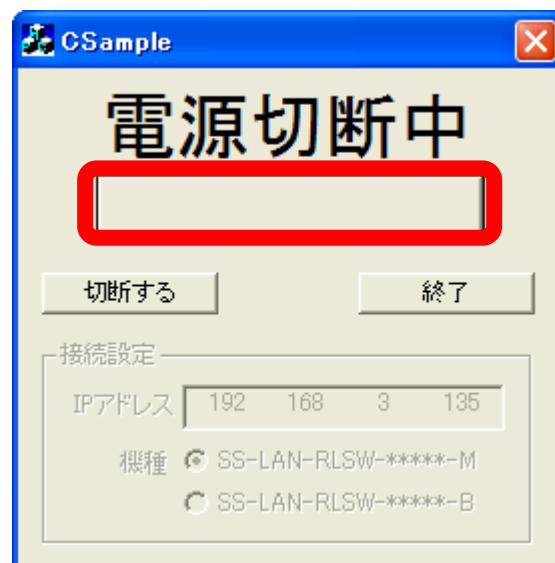 CSample
電源切断中
切断する 終了
接続設定
IPアドレス 192 168 3 135
機種 SS-LAN-RLSW-*****-M
SS-LAN-RLSW-*****-B